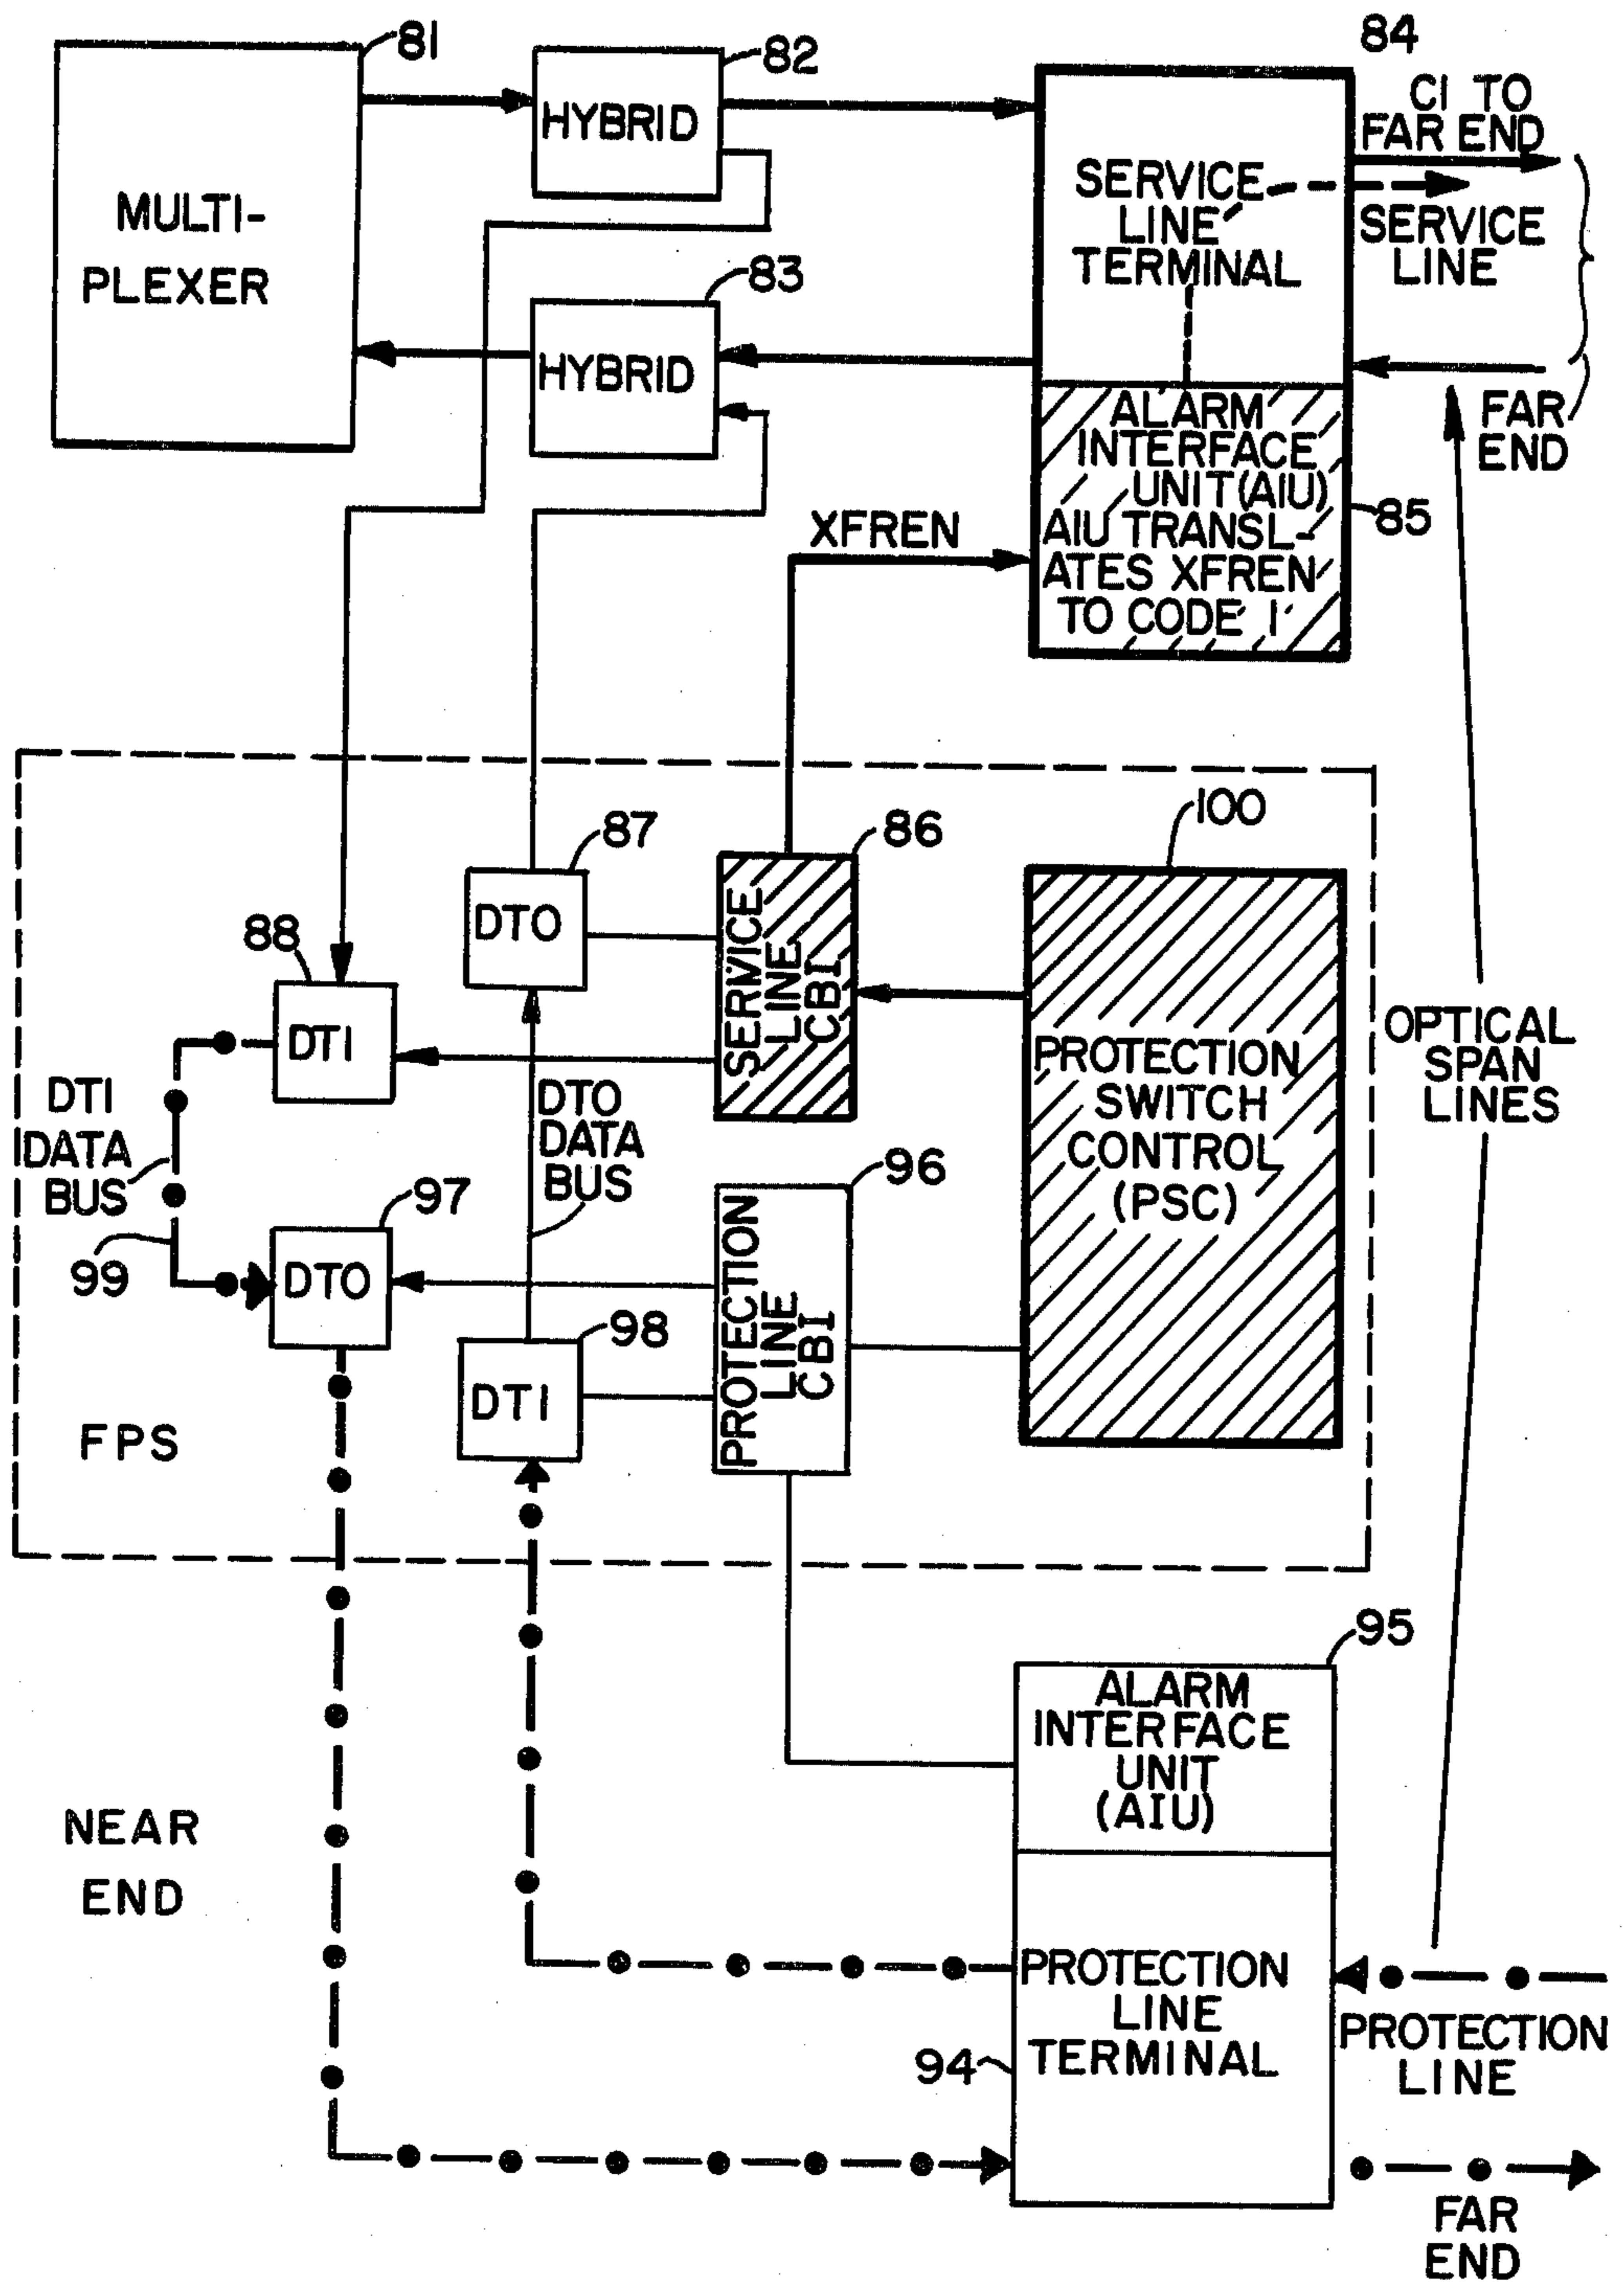 81
82
84
MULTI-
PLEXER
HYBRID
C1 TO
FAR END
SERVICE
LINE
TERMINAL
SERVICE
LINE
83
HYBRID
FAR
END
ALARM
INTERFACE
UNIT (AIU)
AIU TRANSL-
ATES XFREN
TO CODE 1
85
XFREN
100
87
86
DTO
SERVICE
LINE
CBI
88
DTI
PROTECTION
SWITCH
CONTROL
(PSC)
OPTICAL
SPAN
LINES
DTI
DATA
BUS
DTO
DATA
BUS
96
97
99
DTO
PROTECTION
LINE
CBI
98
DTI
FPS
95
ALARM
INTERFACE
UNIT
(AIU)
NEAR
END
PROTECTION
LINE
TERMINAL
94
PROTECTION
LINE
FAR
END